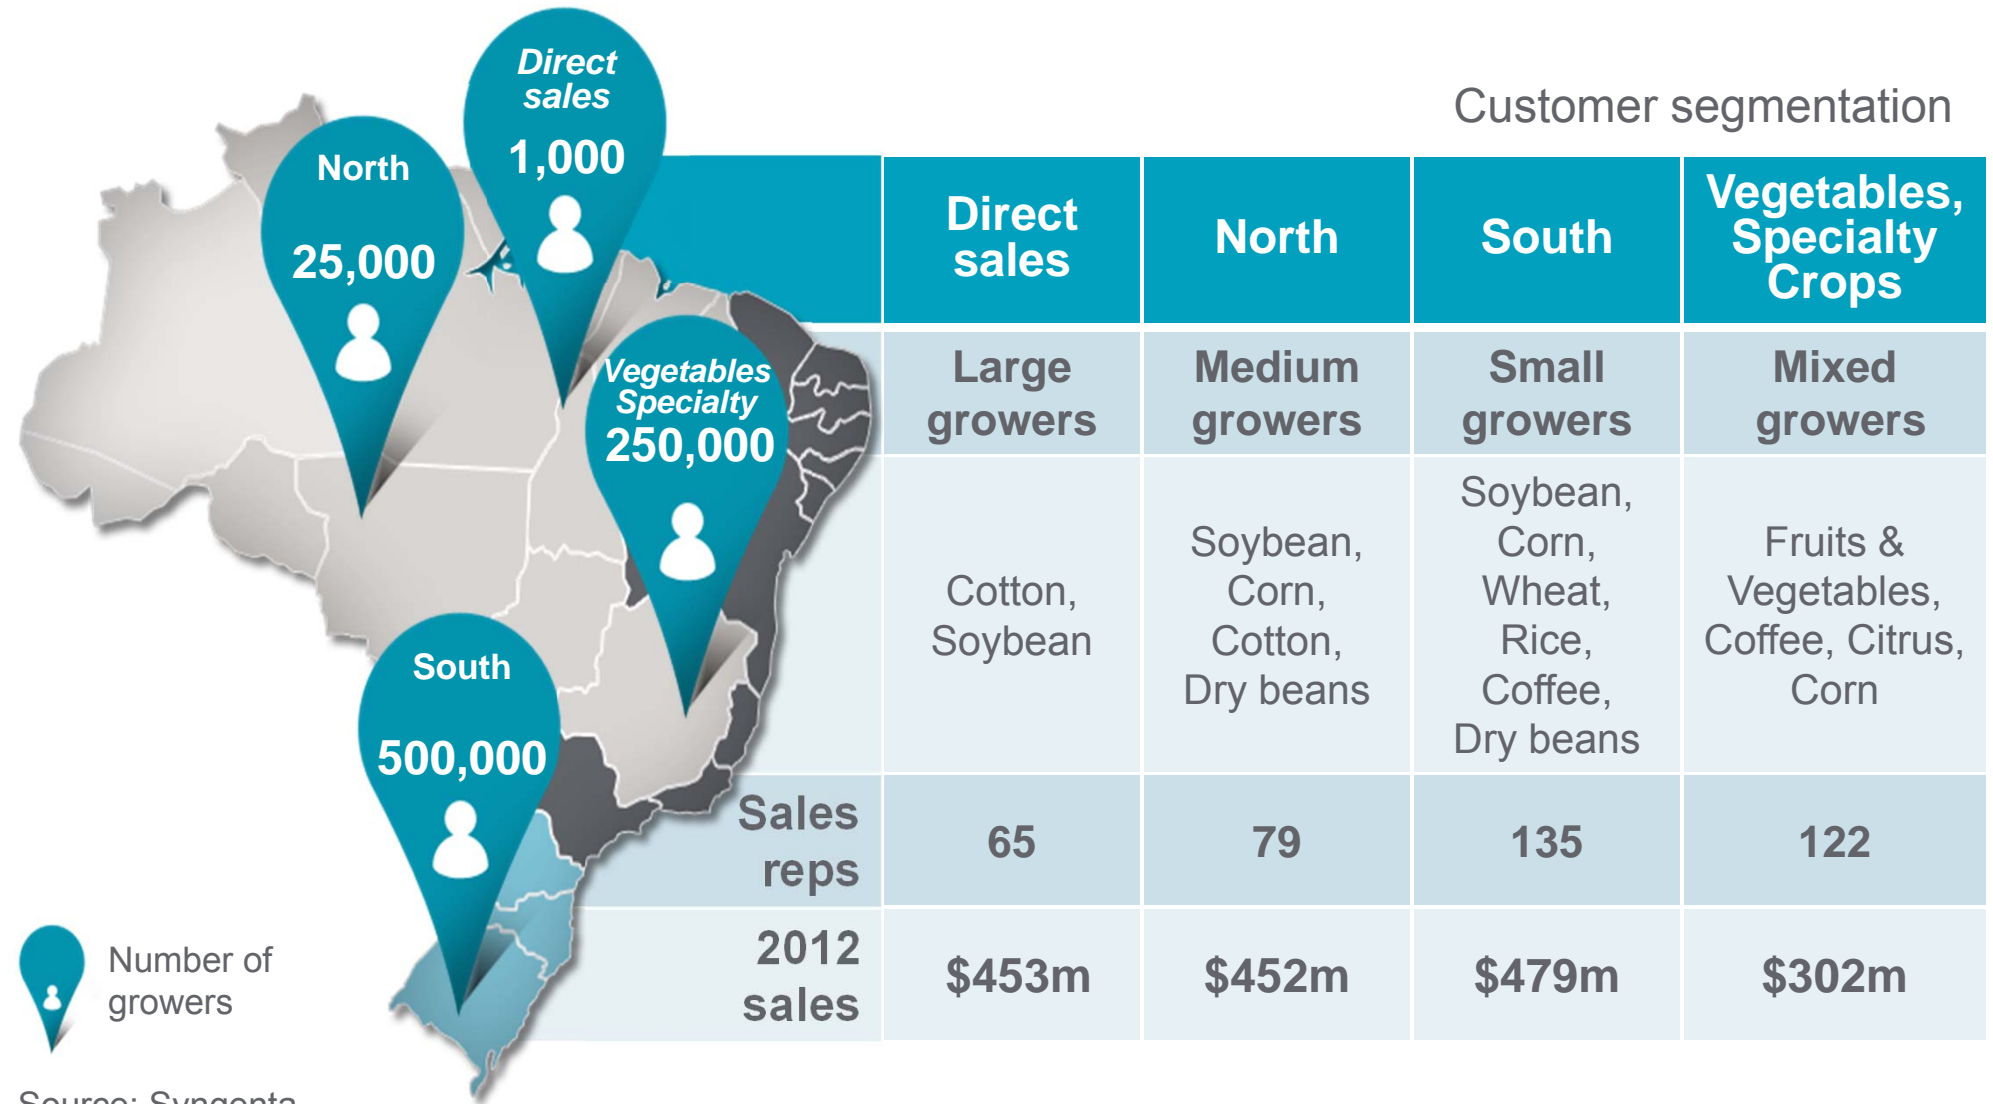 Direct
sales
1,000
North
25,000
Vegetables
Specialty
250,000
South
500,000
Number of
growers
Source: Syngenta
Customer segmentation
Direct
sales
North
South
Vegetables,
Specialty
Crops
Large
growers
Medium
growers
Small
growers
Mixed
growers
Cotton,
Soybean
Soybean,
Corn,
Cotton,
Dry beans
Soybean,
Corn,
Wheat,
Rice,
Coffee,
Dry beans
Fruits &
Vegetables,
Coffee, Citrus,
Corn
Sales
reps
65
79
135
122
2012
sales
$453m
$452m
$479m
$302m